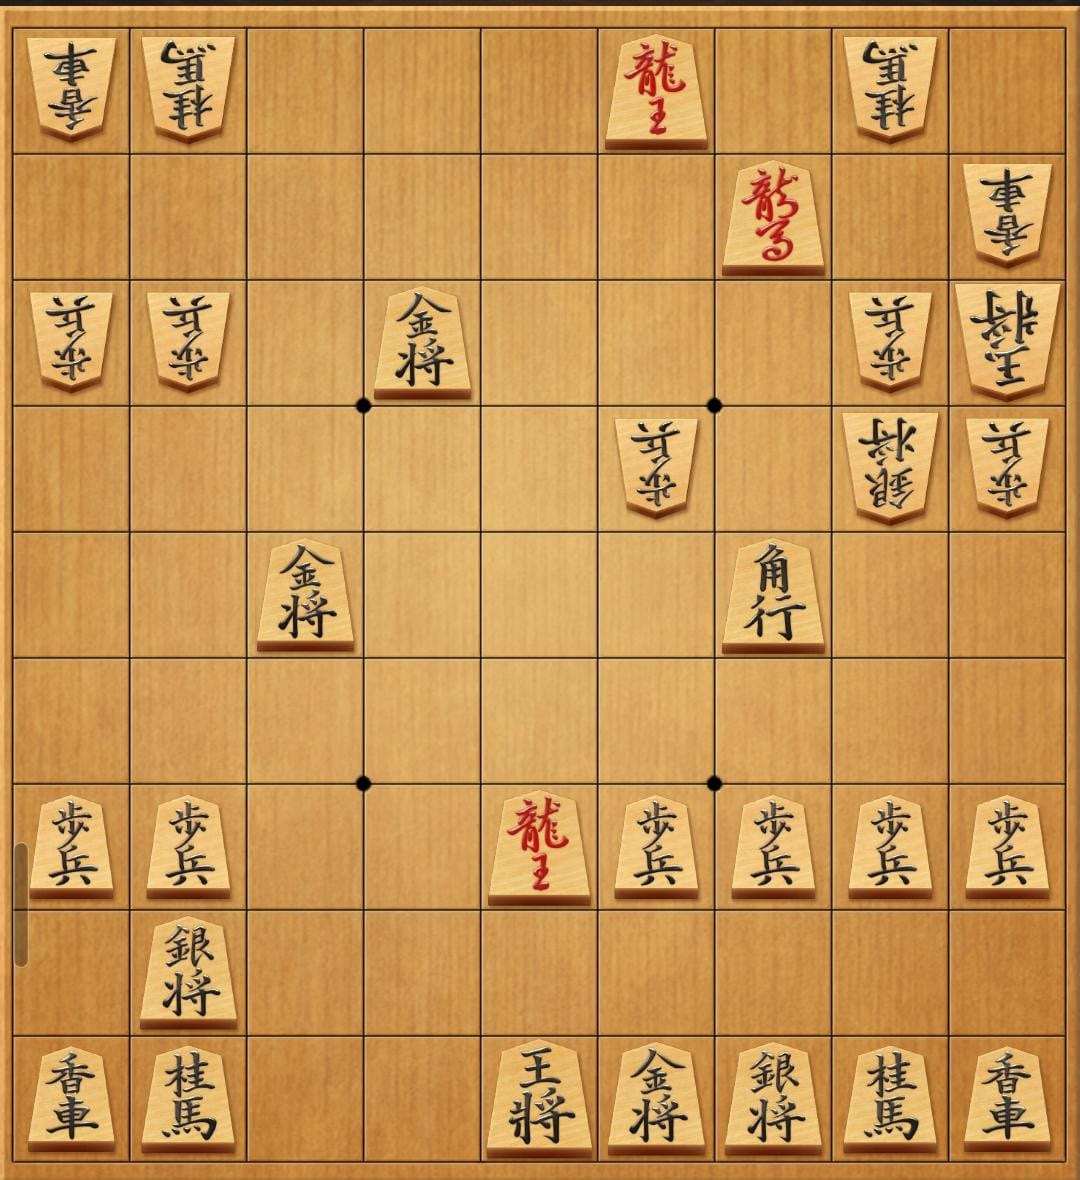 香車 桂馬 龍王 桂馬
龍馬 香車
歩兵 歩兵 金将 歩兵 玉将
歩兵 銀将 歩兵
金将 角行
歩兵 歩兵 龍王 歩兵 歩兵 歩兵 歩兵
銀将
香車 桂馬 王将 金将 銀将 桂馬 香車